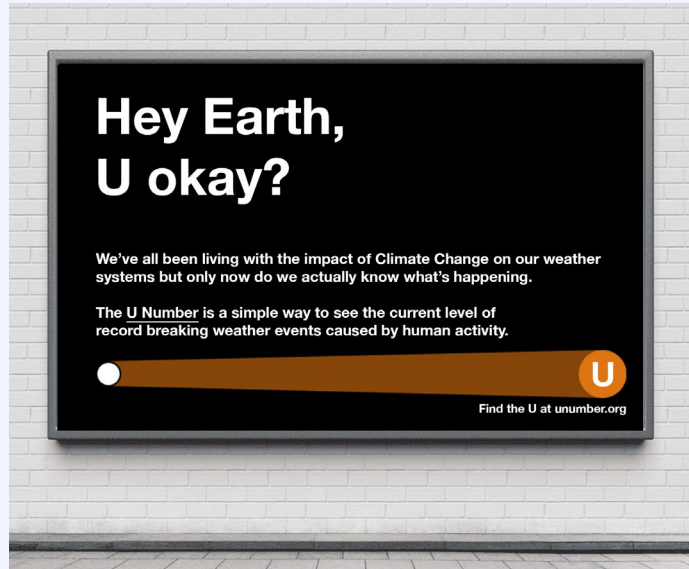 Hey Earth,
U okay?
We've all been living with the impact of Climate Change on our weather
systems but only now do we actually know what's happening.
The U Number is a simple way to see the current level of
record breaking weather events caused by human activity.
U
Find the U at unumber.org